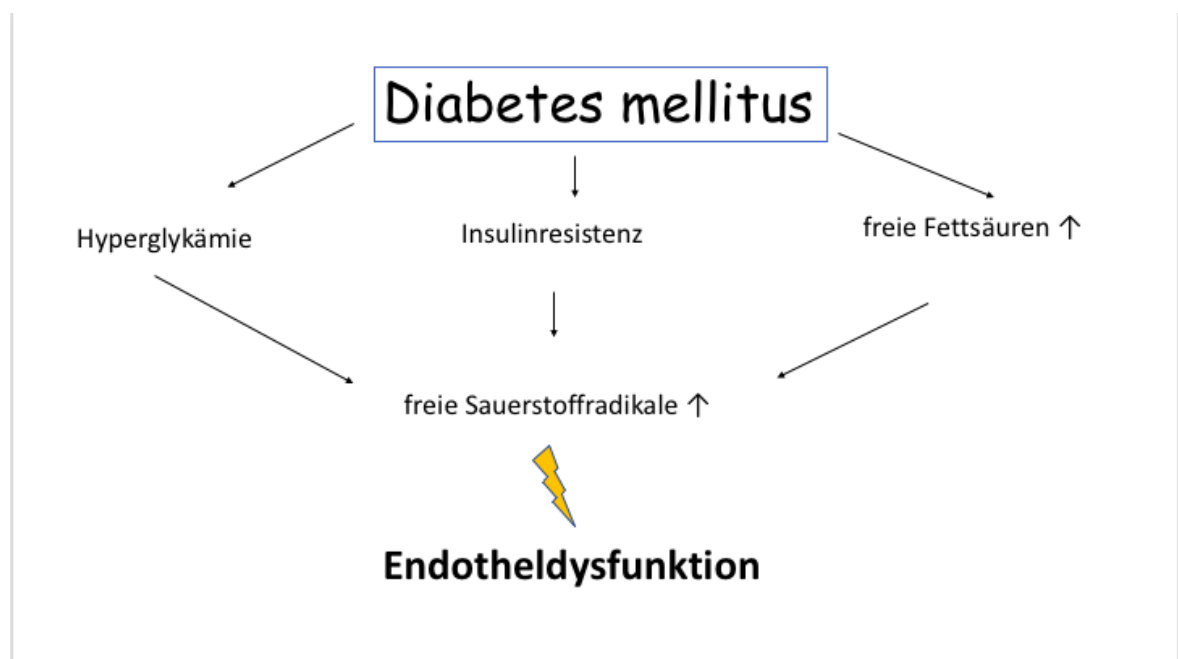 Diabetes mellitus
Hyperglykämie
Insulinresistenz
freie Fettsäuren ↑
freie Sauerstoffradikale ↑
Endotheldysfunktion